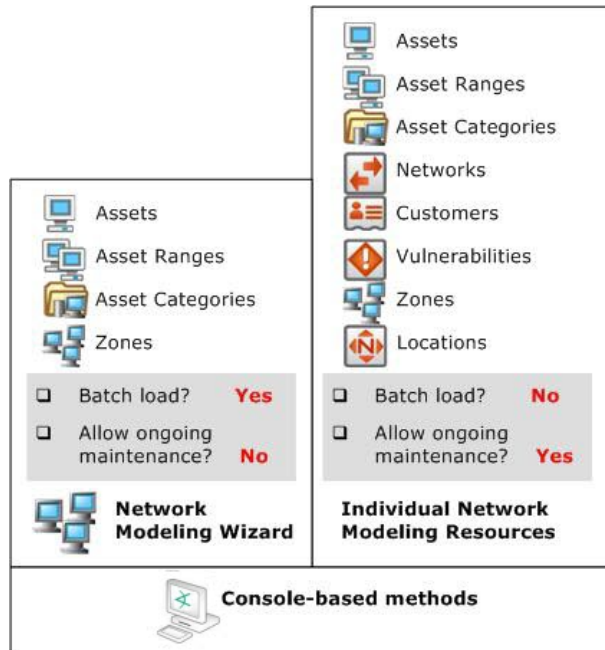 Assets
Asset Ranges
Asset Categories
Zones
Batch load? Yes
Allow ongoing
maintenance? No
Network
Modeling Wizard
Assets
Asset Ranges
Asset Categories
Networks
Customers
Vulnerabilities
Zones
Locations
Batch load? No
Allow ongoing
maintenance? Yes
Individual Network
Modeling Resources
Console-based methods